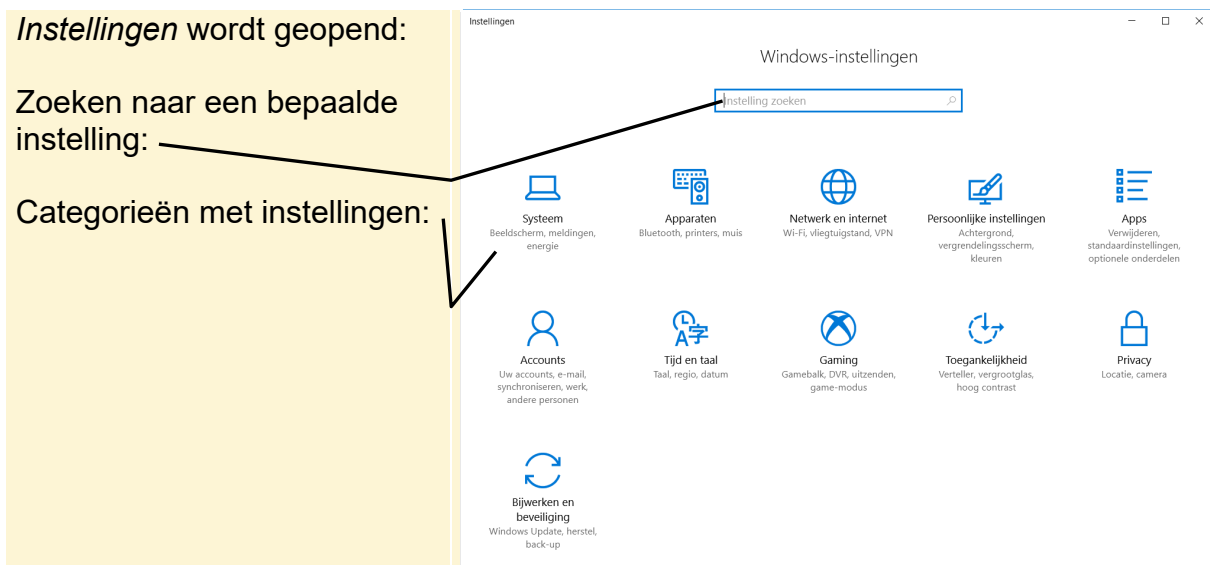 Instellingen wordt geopend:
Zoeken naar een bepaalde
instelling:
Categorieën met instellingen:
Instellingen
Windows-instellingen
Instelling zoeken
Systeem
Beeldscherm, meldingen,
energie
Apparaten
Bluetooth, printers, muis
Netwerk en internet
Wi-Fi, vliegtuigstand, VPN
Persoonlijke instellingen
Achtergrond,
vergrendelingsscherm,
kleuren
Apps
Verwijderen,
standaardinstellingen,
optionele onderdelen
Accounts
Uw accounts, e-mail,
synchroniseren, werk,
andere personen
Tijd en taal
Taal, regio, datum
Gaming
Gamebalk, DVR, uitzenden,
game-modus
Toegankelijkheid
Verteller, vergrootglas,
hoog contrast
Privacy
Locatie, camera
Bijwerken en
beveiliging
Windows Update, herstel,
back-up